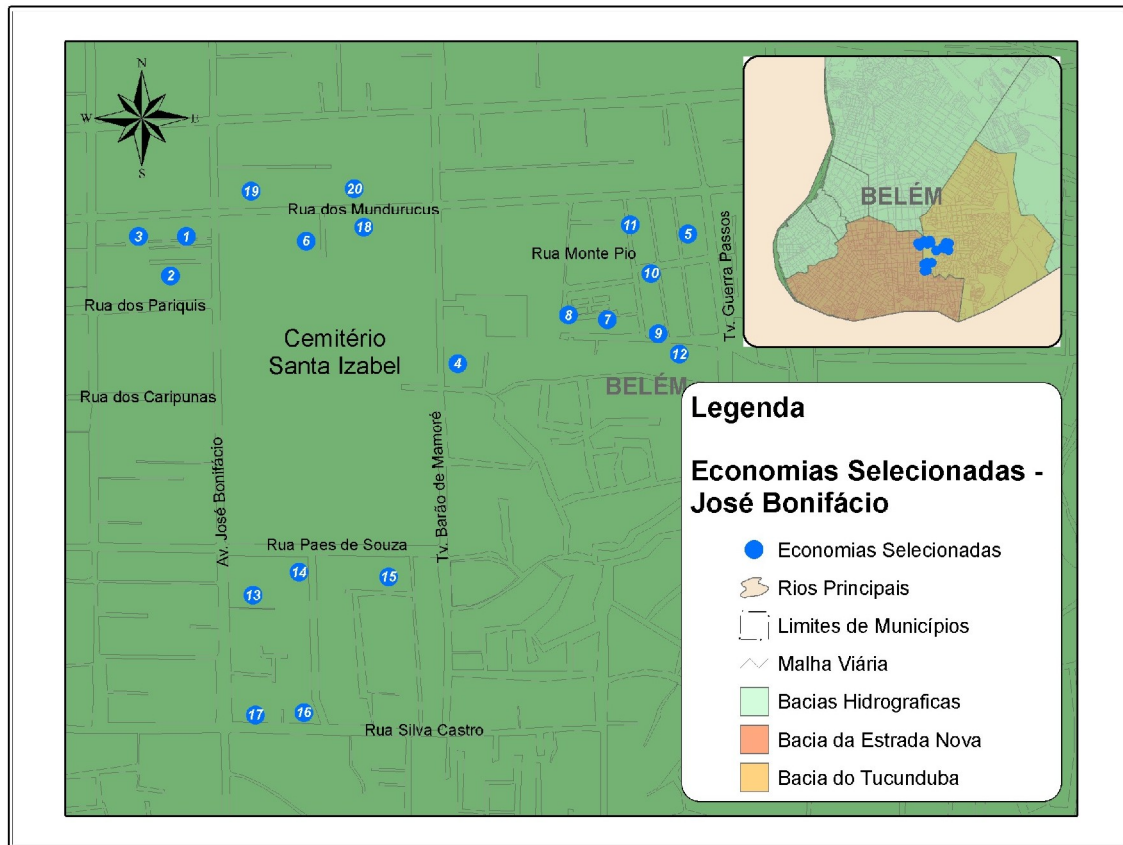 N
W
E
S
BELÉM
19
20
Rua dos Mundurucus
18
3
1
6
11
5
Rua Monte Pio
2
10
Tv. Guerra Passos
Rua dos Pariquis
8
7
9
Cemitério
Santa Izabel
12
4
BELÉM
Rua dos Caripunas
Av. José Bonifácio
Tv. Barão de Mamoré
Rua Paes de Souza
14
15
13
17
16
Rua Silva Castro
Legenda
Economias Selecionadas -
José Bonifácio
Economias Selecionadas
Rios Principais
Limites de Municípios
Malha Viária
Bacias Hidrograficas
Bacia da Estrada Nova
Bacia do Tucunduba